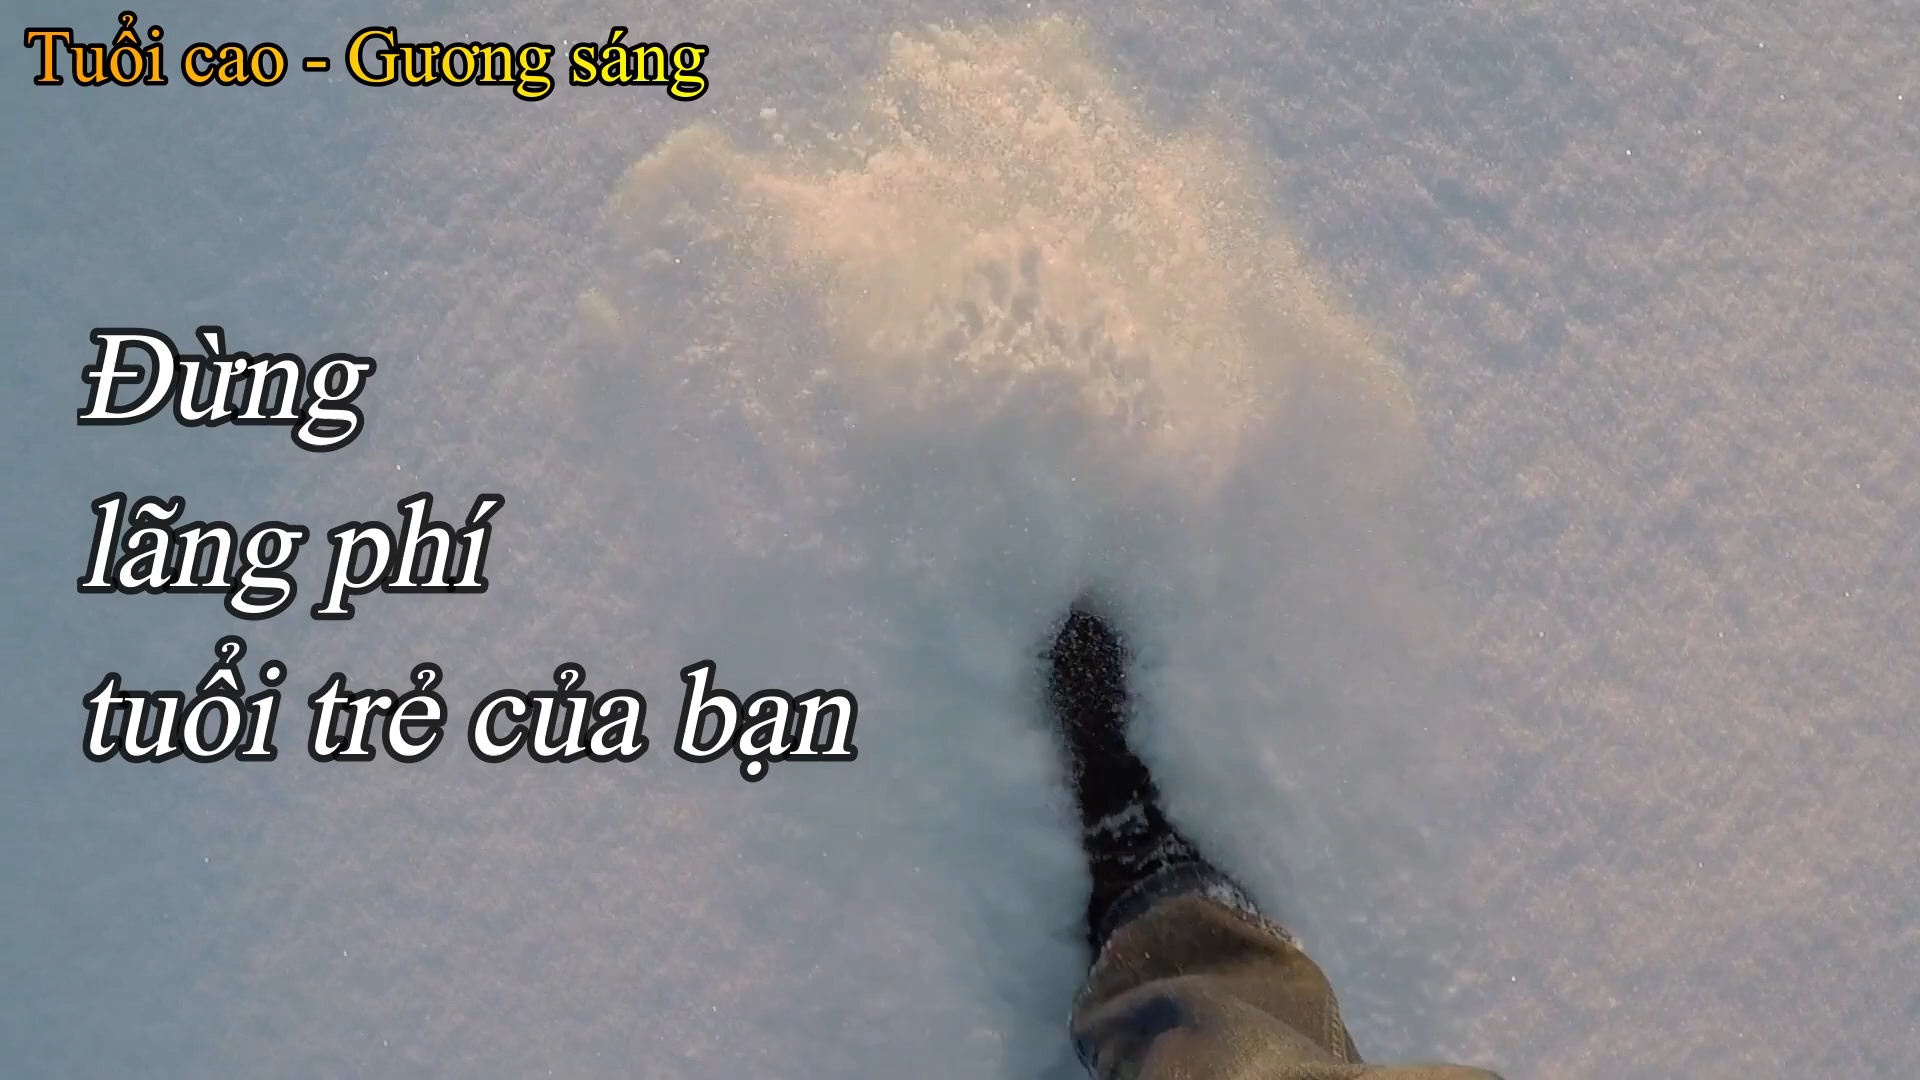 Tuổi cao - Gương sáng
Đừng
lãng phí
tuổi trẻ của bạn